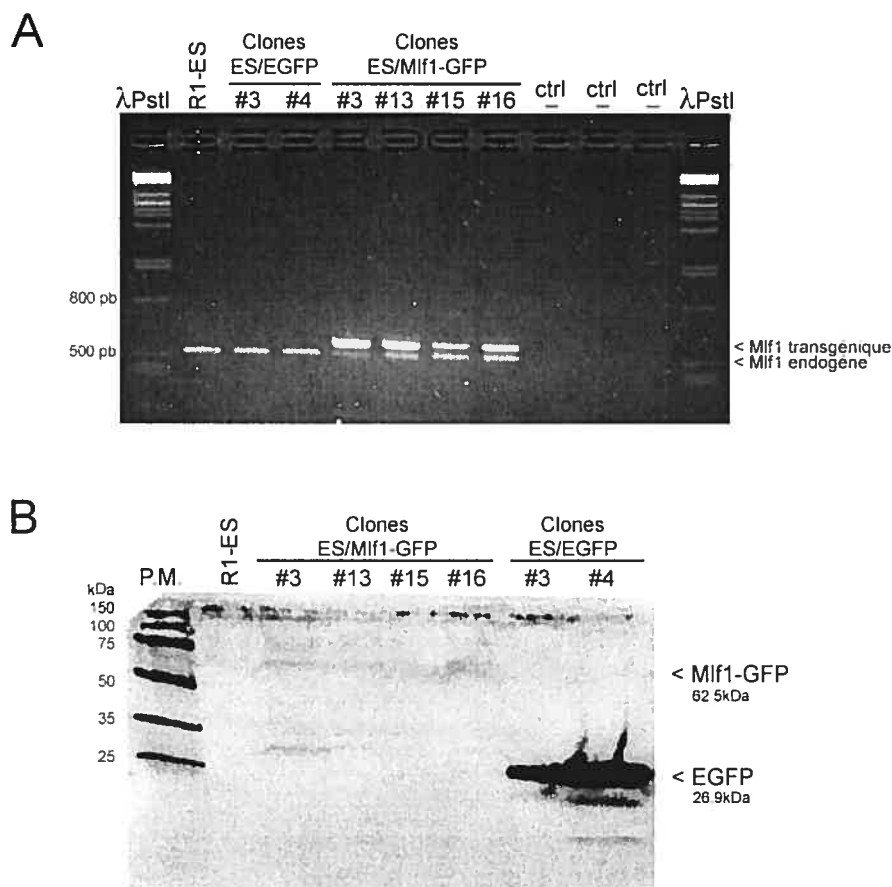 A
Clones
ES/EGFP
Clones
ES/Mlf1-GFP
λPstI
R1-ES
#3
#4
#3
#13
#15
#16
ctrl
–
ctrl
–
ctrl
–
λPstI
800 pb
500 pb
< Mlf1 transgénique
< Mlf1 endogène
B
Clones
ES/Mlf1-GFP
Clones
ES/EGFP
P.M.
R1-ES
#3
#13
#15
#16
#3
#4
kDa
150
100
75
50
35
25
< Mlf1-GFP
62 5kDa
< EGFP
26.9kDa